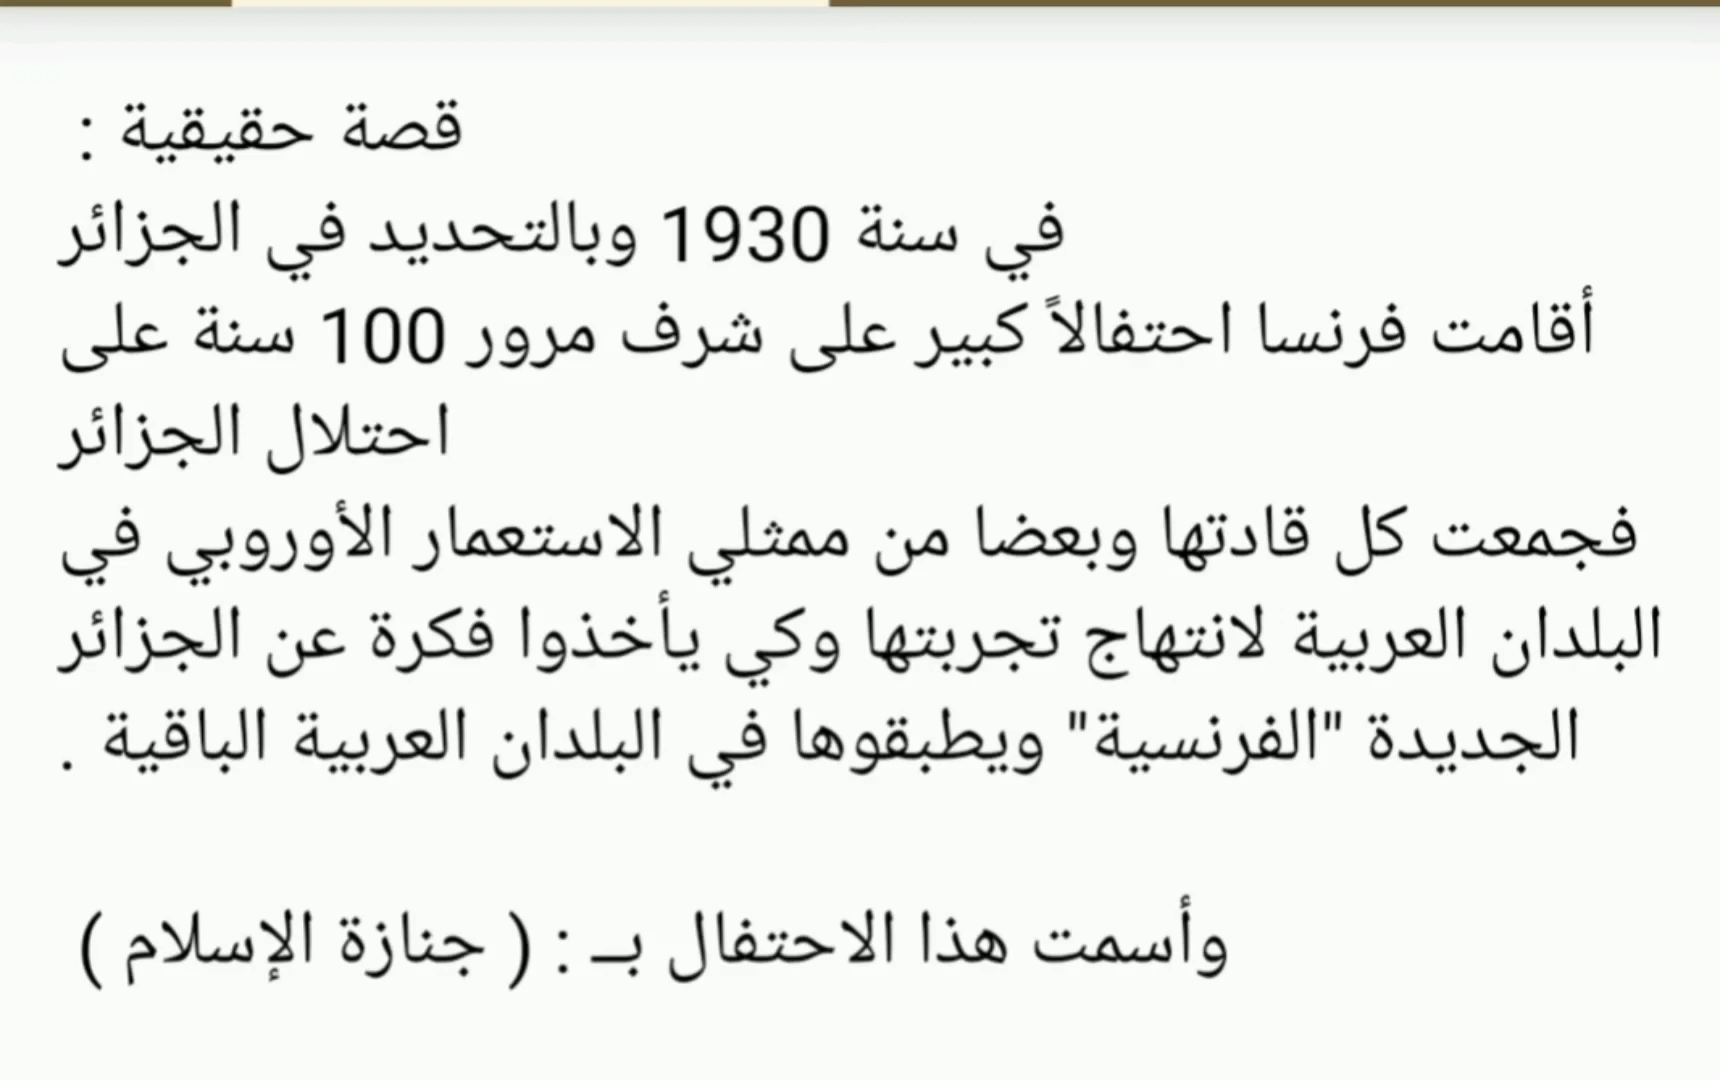 قصة حقيقية :
في سنة 1930 وبالتحديد في الجزائر
أقامت فرنسا احتفالاً كبير على شرف مرور 100 سنة على
احتلال الجزائر
فجمعت كل قادتها وبعضا من ممثلي الاستعمار الأوروبي في
البلدان العربية لانتهاج تجربتها وكي يأخذوا فكرة عن الجزائر
الجديدة "الفرنسية" ويطبقوها في البلدان العربية الباقية .
وأسمت هذا الاحتفال بـ : ( جنازة الإسلام )